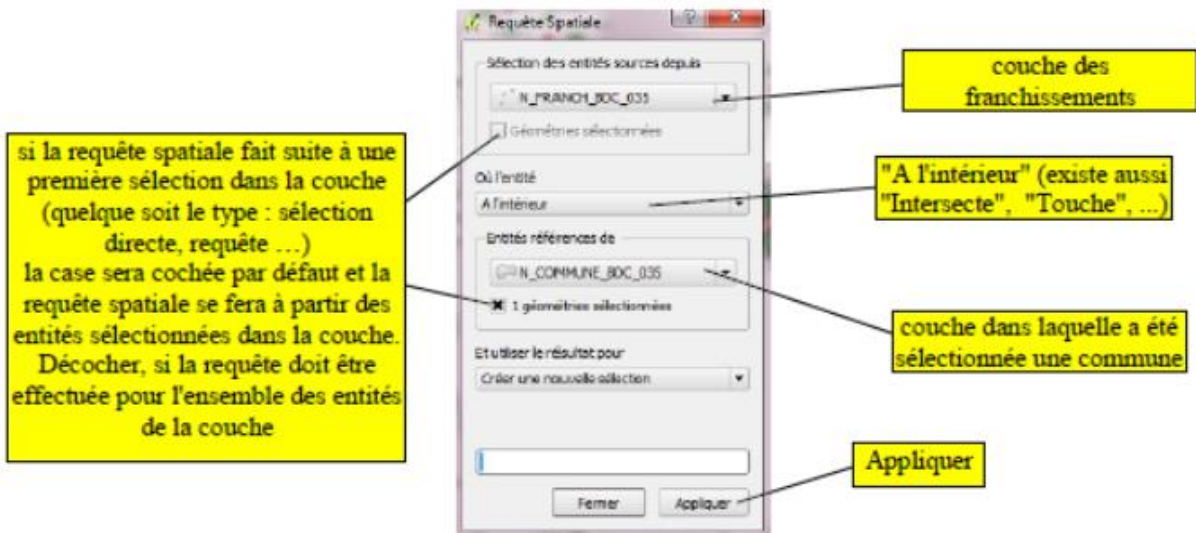 Requête Spatiale
Sélection des entités sources depuis
N_FRANCH_BDC_035
Géométries sélectionnées
Où l'entité
A l'intérieur
Entités références de
N_COMMUNE_BDC_035
1 géométries sélectionnées
Et utiliser le résultat pour
Créer une nouvelle sélection
Fermer
Appliquer
si la requête spatiale fait suite à une
première sélection dans la couche
(quelque soit le type : sélection
directe, requête ...)
la case sera cochée par défaut et la
requête spatiale se fera à partir des
entités sélectionnées dans la couche.
Décocher, si la requête doit être
effectuée pour l'ensemble des entités
de la couche
couche des
franchissements
"A l'intérieur" (existe aussi
"Intersecte", "Touche", ...)
couche dans laquelle a été
sélectionnée une commune
Appliquer